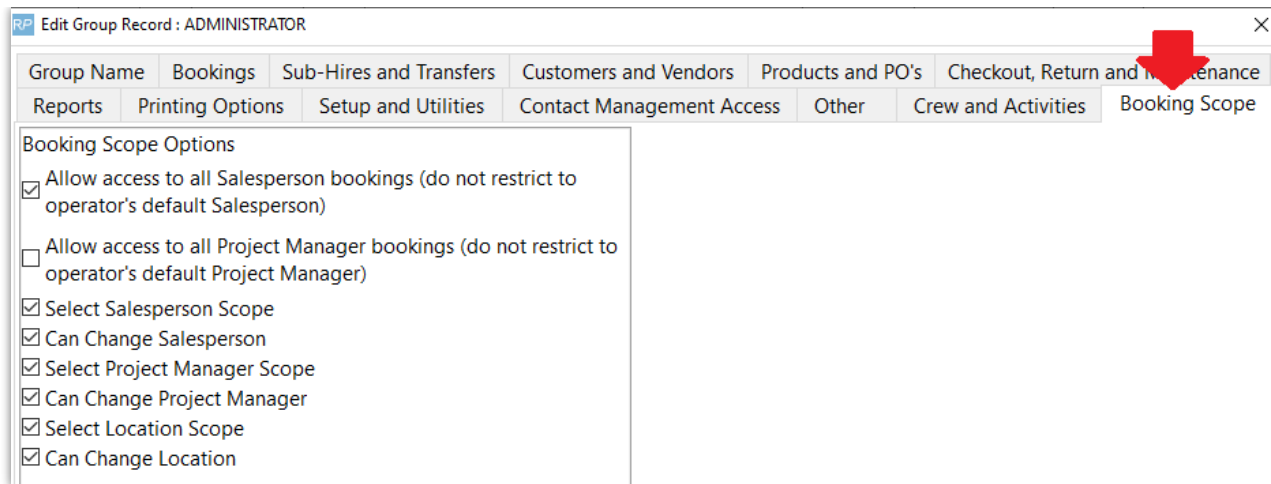 RP Edit Group Record : ADMINISTRATOR
Group Name Bookings Sub-Hires and Transfers Customers and Vendors Products and PO's Checkout, Return and Maintenance
Reports Printing Options Setup and Utilities Contact Management Access Other Crew and Activities Booking Scope
Booking Scope Options
Allow access to all Salesperson bookings (do not restrict to
operator's default Salesperson)
Allow access to all Project Manager bookings (do not restrict to
operator's default Project Manager)
Select Salesperson Scope
Can Change Salesperson
Select Project Manager Scope
Can Change Project Manager
Select Location Scope
Can Change Location